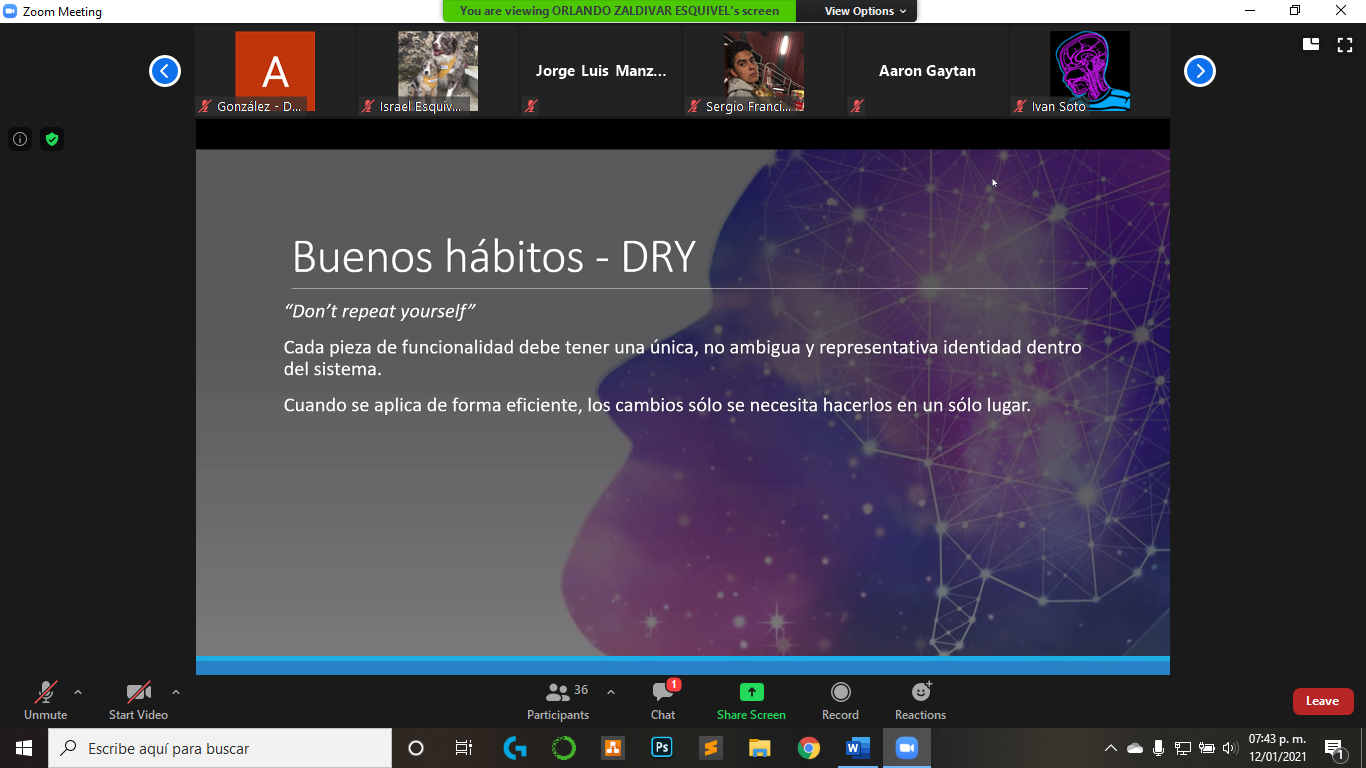 Zoom Meeting
You are viewing ORLANDO ZALDIVAR ESQUIVEL's screen
View Options
A
González - D...
Israel Esquiv...
Jorge Luis Manz...
Sergio Franci...
Aaron Gaytan
Ivan Soto
Buenos hábitos - DRY
“Don’t repeat yourself”
Cada pieza de funcionalidad debe tener una única, no ambigua y representativa identidad dentro
del sistema.
Cuando se aplica de forma eficiente, los cambios sólo se necesita hacerlos en un sólo lugar.
Unmute
Start Video
36
Participants
1
Chat
Share Screen
Record
Reactions
Leave
Escribe aquí para buscar
Ps
W
07:43 p. m.
12/01/2021
1